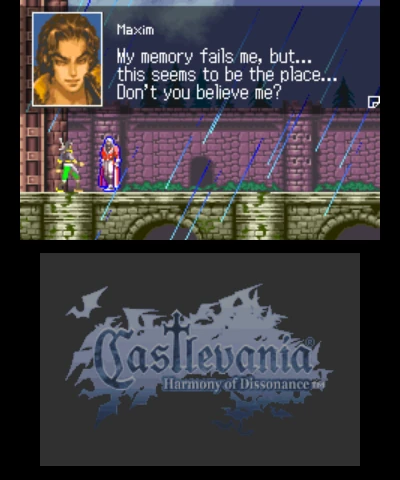 Maxim
My memory fails me, but...
this seems to be the place...
Don't you believe me?
Castlevania®
Harmony of Dissonance™